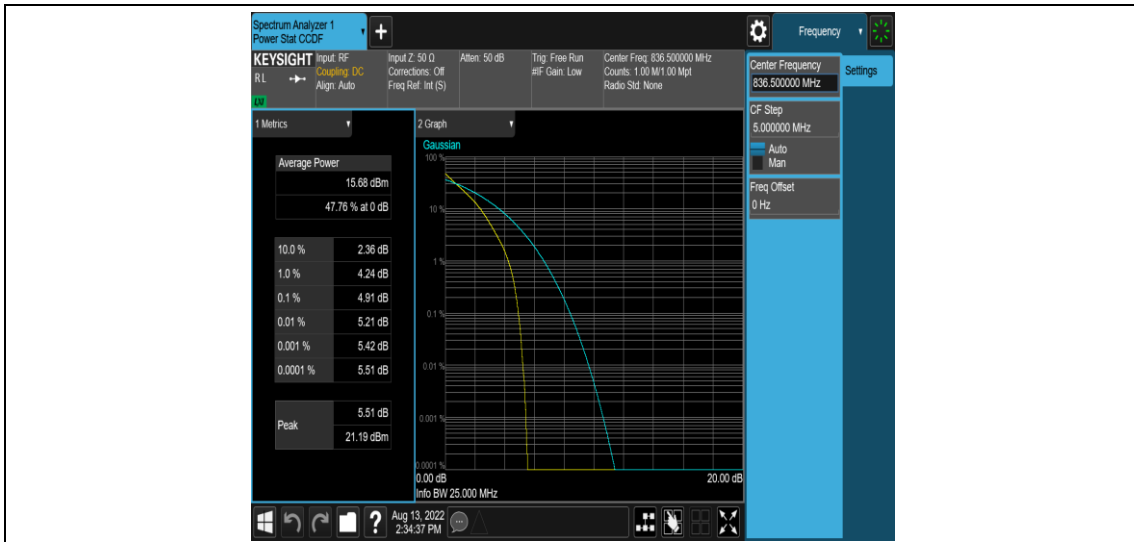 Spectrum Analyzer 1
Power Stat CCDF
+
Frequency
KEYSIGHT
RL
LXI
Input: RF
Coupling: DC
Align: Auto
Input Z: 50 Ω
Corrections: Off
Freq Ref: Int (S)
Atten: 50 dB
Trig: Free Run
#IF Gain: Low
Center Freq: 836.500000 MHz
Counts: 1.00 M/1.00 Mpt
Radio Std: None
Center Frequency
836.500000 MHz
Settings
CF Step
5.000000 MHz
Auto
Man
Freq Offset
0 Hz
1 Metrics
Average Power
15.68 dBm
47.76 % at 0 dB
10.0 % 2.36 dB
1.0 % 4.24 dB
0.1 % 4.91 dB
0.01 % 5.21 dB
0.001 % 5.42 dB
0.0001 % 5.51 dB
Peak
5.51 dB
21.19 dBm
2 Graph
Gaussian
100 %
10 %
1 %
0.1 %
0.01 %
0.001 %
0.0001 %
0.00 dB 20.00 dB
Info BW 25.000 MHz
?
Aug 13, 2022
2:34:37 PM